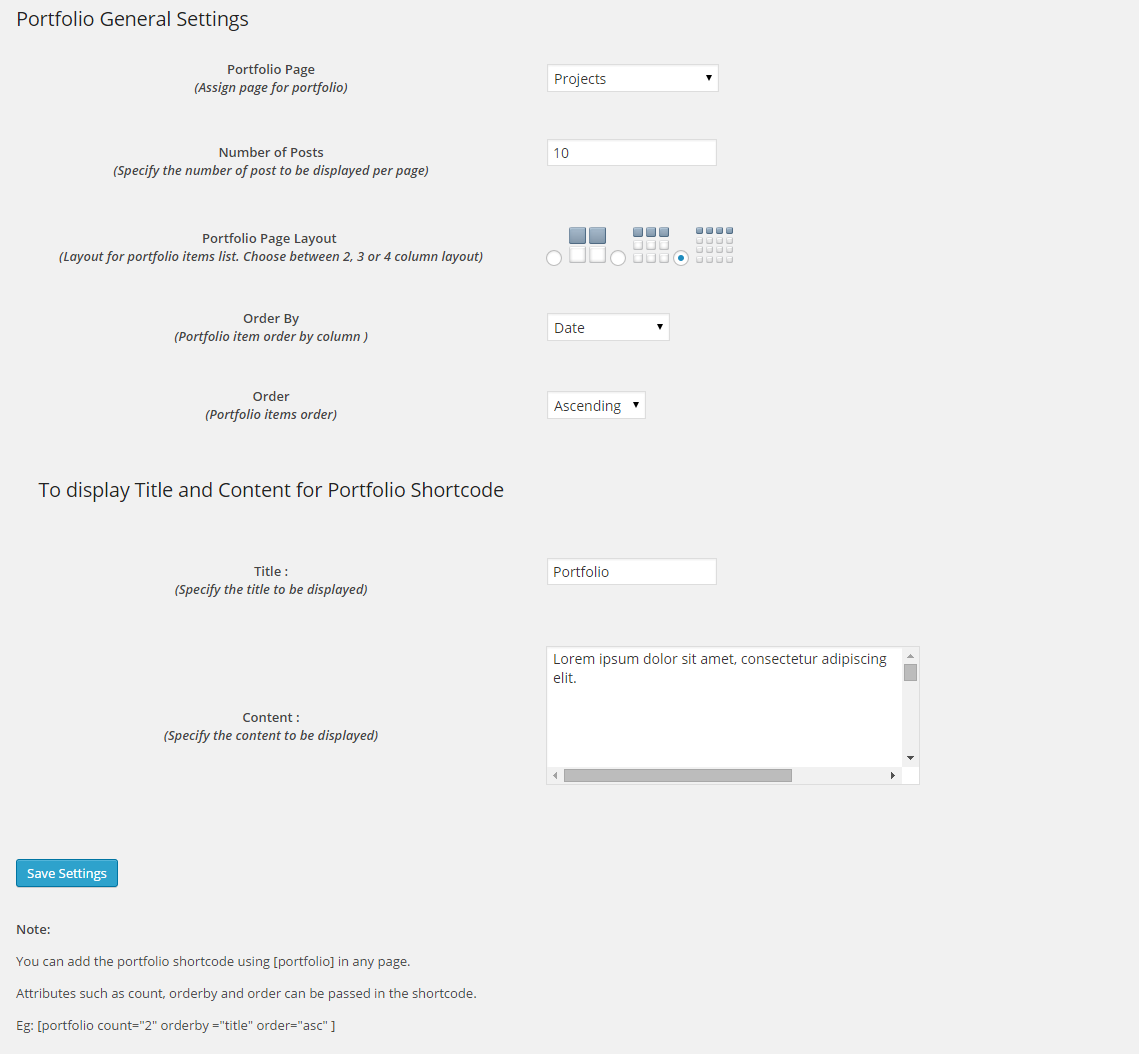 Portfolio General Settings
Portfolio Page
(Assign page for portfolio)
Projects
Number of Posts
(Specify the number of post to be displayed per page)
10
Portfolio Page Layout
(Layout for portfolio items list. Choose between 2, 3 or 4 column layout)
Order By
(Portfolio item order by column )
Date
Order
(Portfolio items order)
Ascending
To display Title and Content for Portfolio Shortcode
Title :
(Specify the title to be displayed)
Portfolio
Content :
(Specify the content to be displayed)
Lorem ipsum dolor sit amet, consectetur adipiscing
elit.
Save Settings
Note:
You can add the portfolio shortcode using [portfolio] in any page.
Attributes such as count, orderby and order can be passed in the shortcode.
Eg: [portfolio count="2" orderby ="title" order="asc" ]